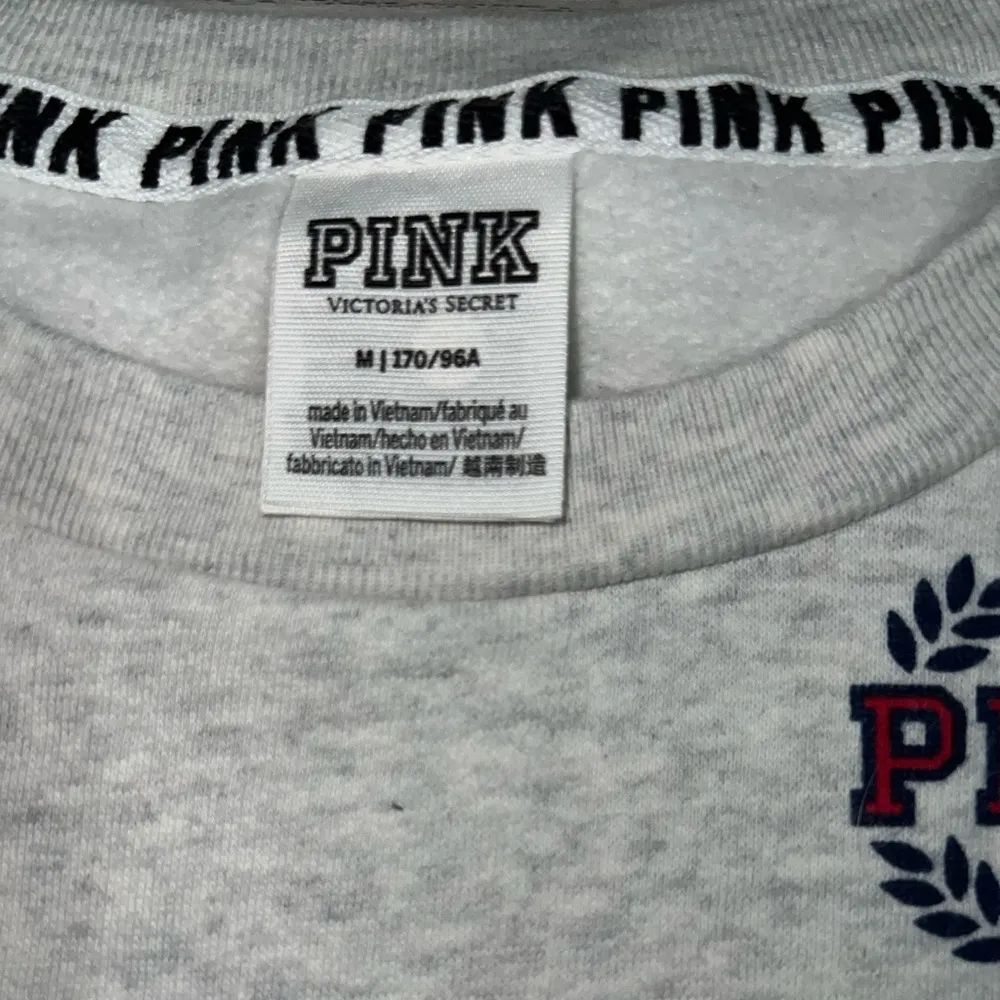 PINK PINK PINK PINK
PINK
VICTORIA'S SECRET
M | 170/96A
made in Vietnam/fabriqué au
Vietnam/hecho en Vietnam/
fabbricato in Vietnam/ 越南制造
P